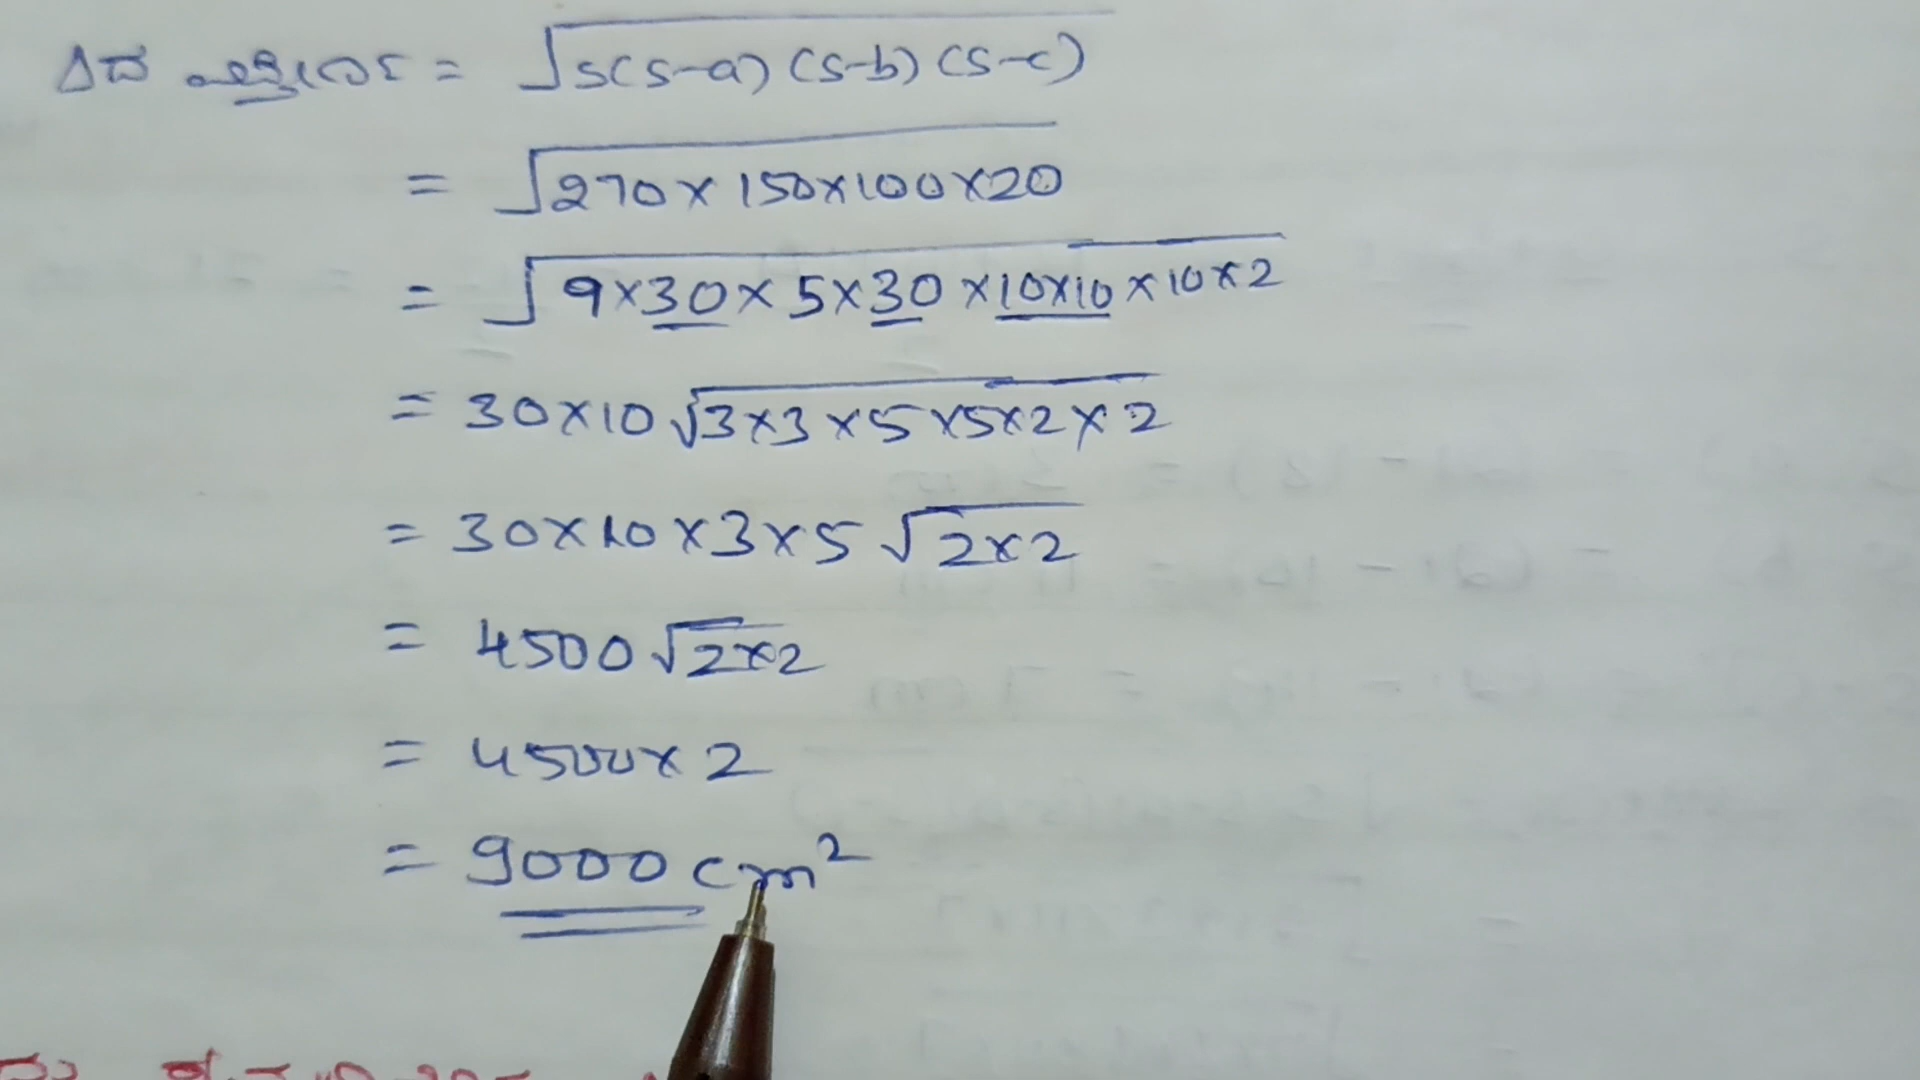 Δದ ವಿಸ್ತೀರ್ಣ = √s(s-a) (s-b) (s-c)
= √270 × 150×100×20
= √9×30 × 5×30 ×10×10 × 10×2
= 30×10 √3×3 × 5 ×5×2 × 2
= 30×10 ×3×5 √2×2
= 4500 √2×2
= 4500× 2
= 9000 cm²